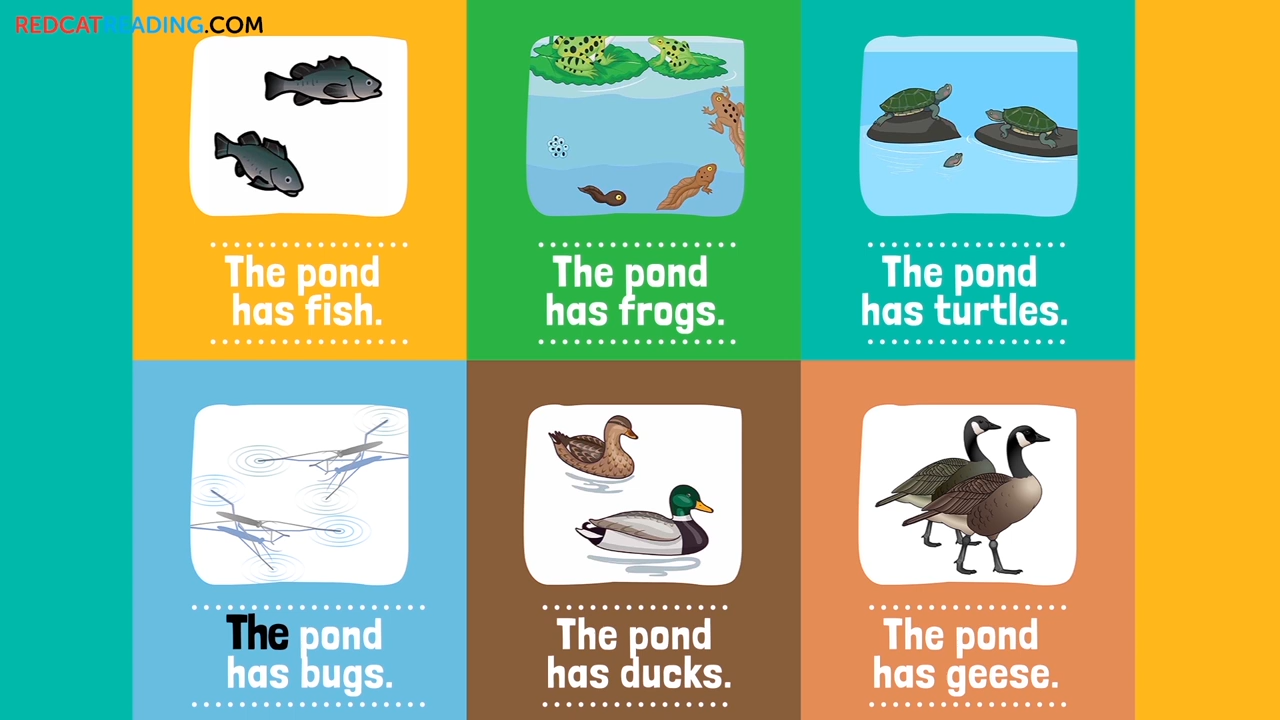 REDCATREADING.COM
The pond
has fish.
The pond
has frogs.
The pond
has turtles.
The pond
has bugs.
The pond
has ducks.
The pond
has geese.